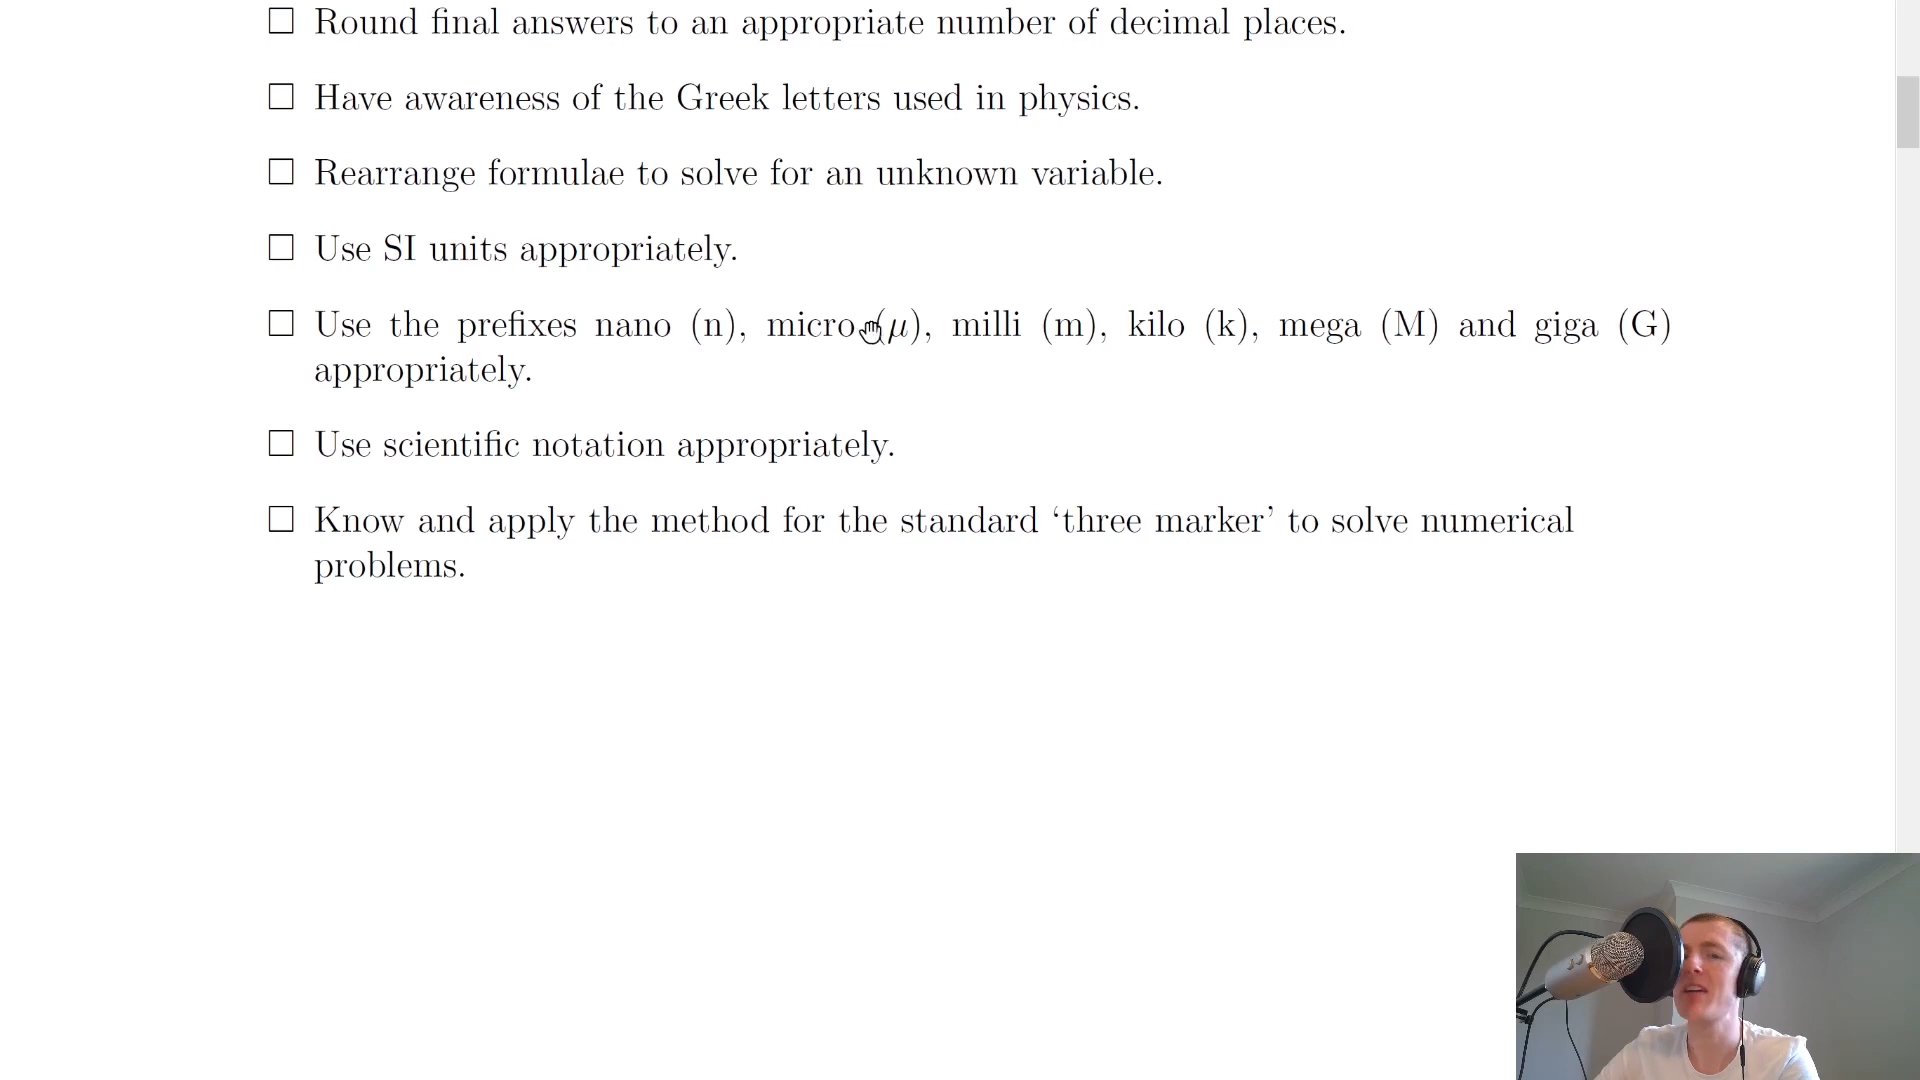 Round final answers to an appropriate number of decimal places.
Have awareness of the Greek letters used in physics.
Rearrange formulae to solve for an unknown variable.
Use SI units appropriately.
Use the prefixes nano (n), micro (μ), milli (m), kilo (k), mega (M) and giga (G)
appropriately.
Use scientific notation appropriately.
Know and apply the method for the standard ‘three marker’ to solve numerical
problems.